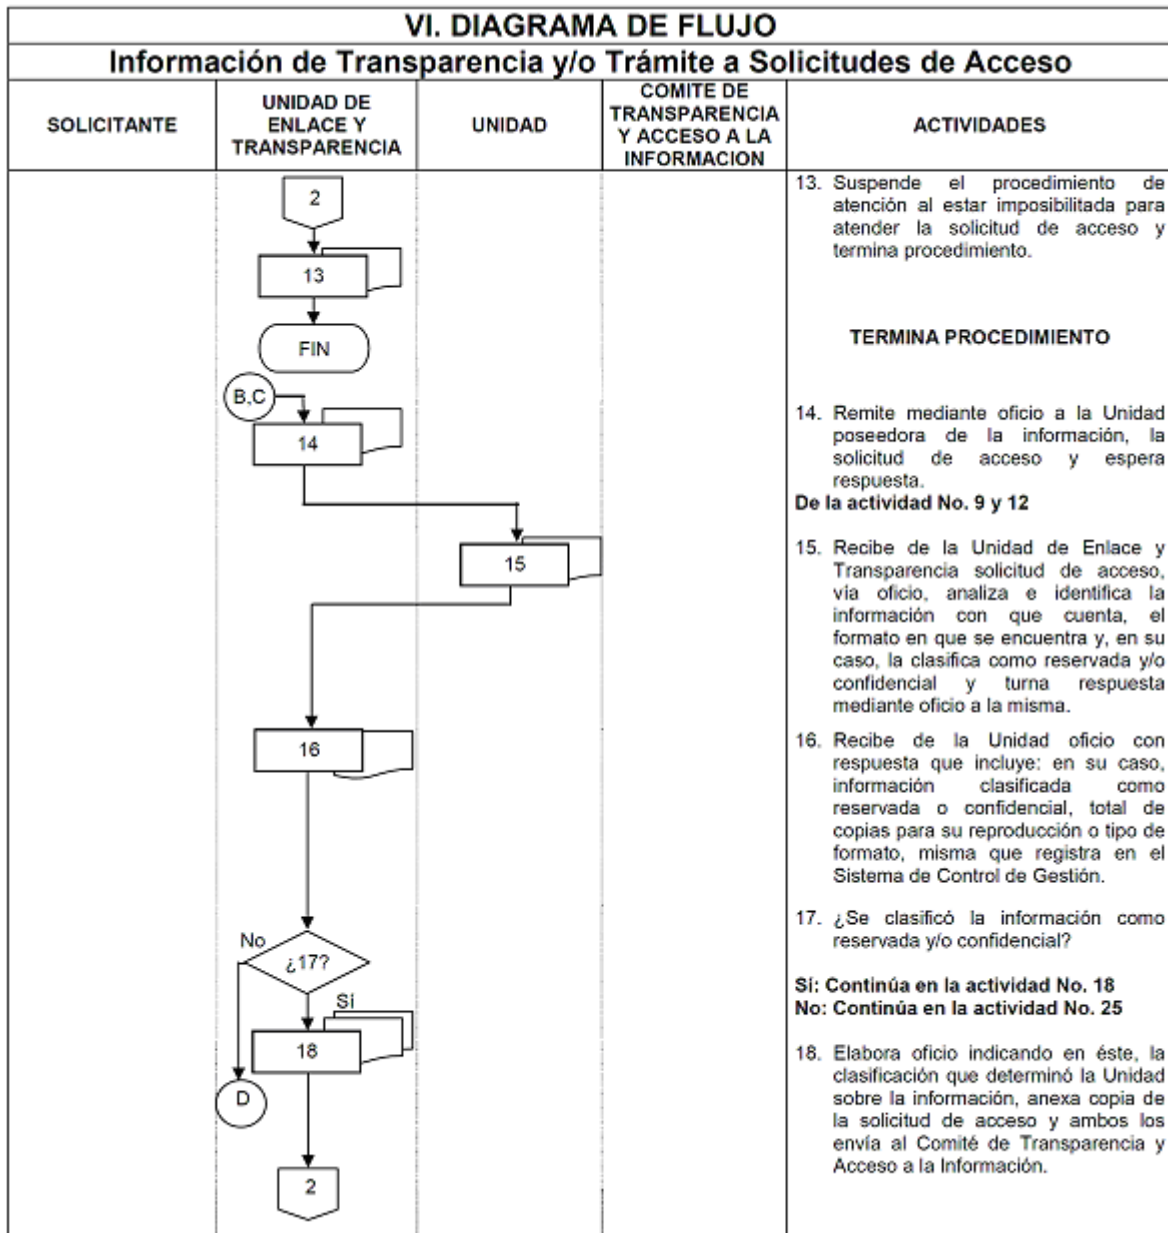 VI. DIAGRAMA DE FLUJO
Información de Transparencia y/o Trámite a Solicitudes de Acceso
SOLICITANTE
UNIDAD DE
ENLACE Y
TRANSPARENCIA
UNIDAD
COMITE DE
TRANSPARENCIA
Y ACCESO A LA
INFORMACION
ACTIVIDADES
2
13
FIN
B,C
14
15
16
No
¿17?
Sí
18
D
2
13. Suspende el procedimiento de
atención al estar imposibilitada para
atender la solicitud de acceso y
termina procedimiento.
TERMINA PROCEDIMIENTO
14. Remite mediante oficio a la Unidad
poseedora de la información, la
solicitud de acceso y espera
respuesta.
De la actividad No. 9 y 12
15. Recibe de la Unidad de Enlace y
Transparencia solicitud de acceso,
vía oficio, analiza e identifica la
información con que cuenta, el
formato en que se encuentra y, en su
caso, la clasifica como reservada y/o
confidencial y turna respuesta
mediante oficio a la misma.
16. Recibe de la Unidad oficio con
respuesta que incluye: en su caso,
información clasificada como
reservada o confidencial, total de
copias para su reproducción o tipo de
formato, misma que registra en el
Sistema de Control de Gestión.
17. ¿Se clasificó la información como
reservada y/o confidencial?
Sí: Continúa en la actividad No. 18
No: Continúa en la actividad No. 25
18. Elabora oficio indicando en éste, la
clasificación que determinó la Unidad
sobre la información, anexa copia de
la solicitud de acceso y ambos los
envía al Comité de Transparencia y
Acceso a la Información.